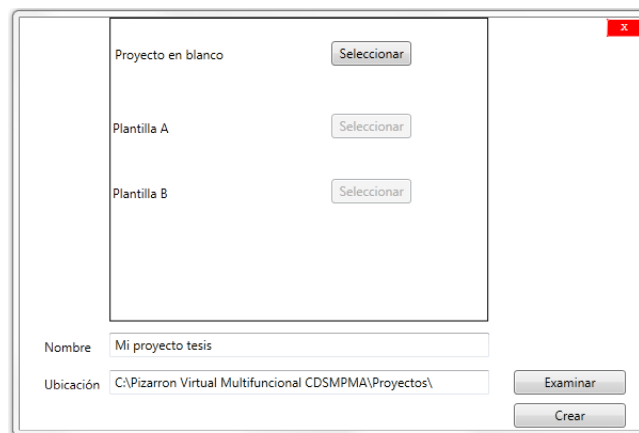 x
Proyecto en blanco Seleccionar
Plantilla A Seleccionar
Plantilla B Seleccionar
Nombre Mi proyecto tesis
Ubicación C:\Pizarron Virtual Multifuncional CDSMPMA\Proyectos\ Examinar
Crear